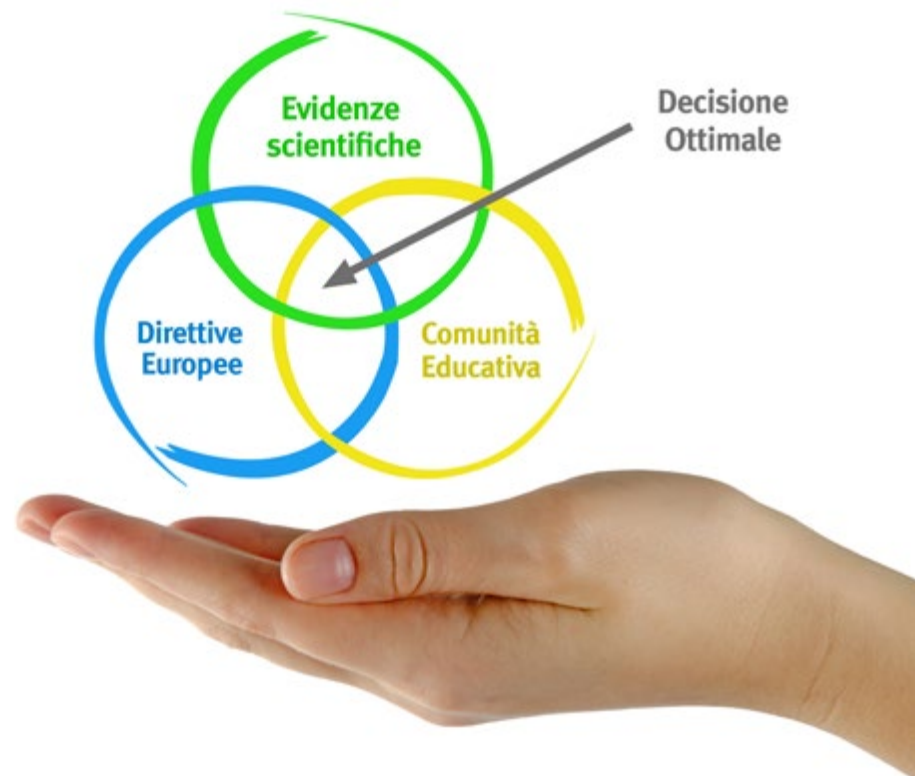 Evidenze
scientifiche
Decisione
Ottimale
Direttive
Europee
Comunità
Educativa